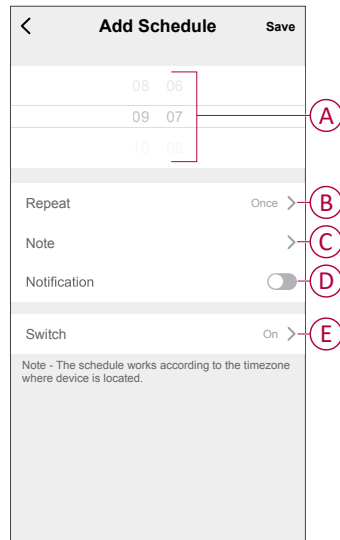 Add Schedule Save
08 06
09 07
10 08
A
Repeat Once
B
Note
C
Notification
D
Switch On
E
Note - The schedule works according to the timezone
where device is located.